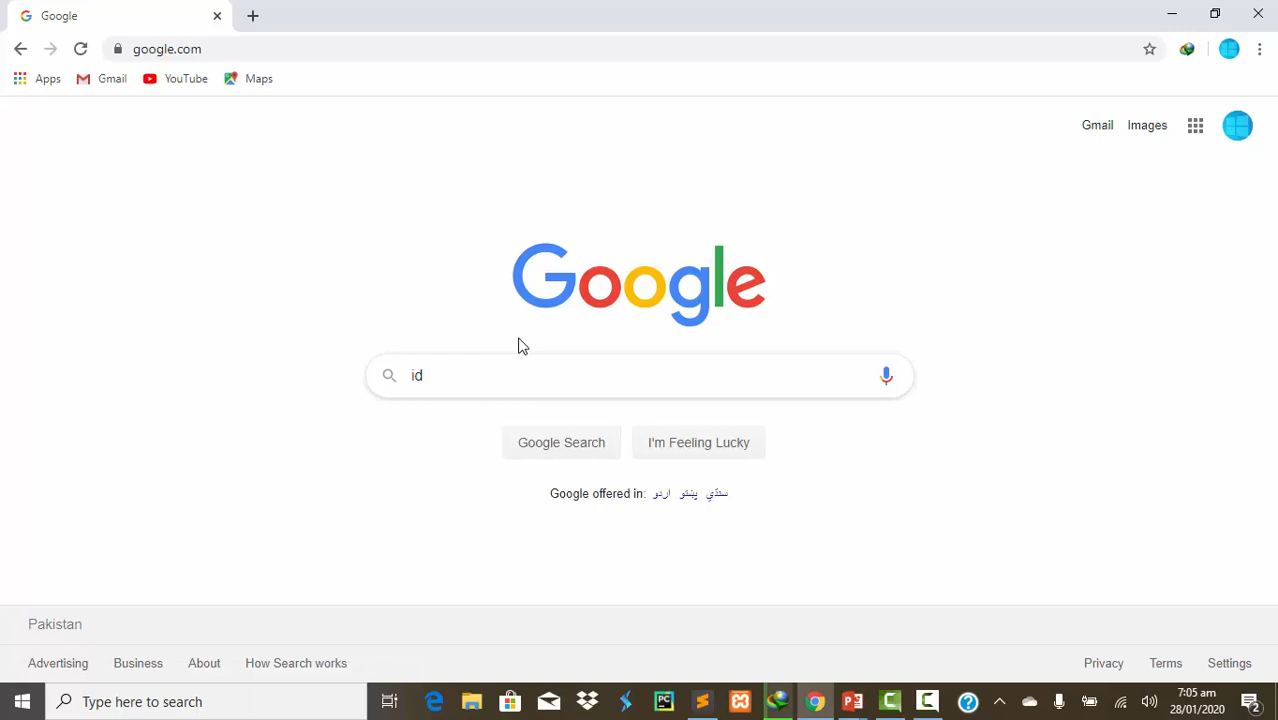 Google
google.com
Apps Gmail YouTube Maps
Gmail Images
Google
id
Google Search I'm Feeling Lucky
Google offered in: اردو پښتو سنڌي
Pakistan
Advertising Business About How Search works Privacy Terms Settings
Type here to search
PC
7:05 am
28/01/2020
2